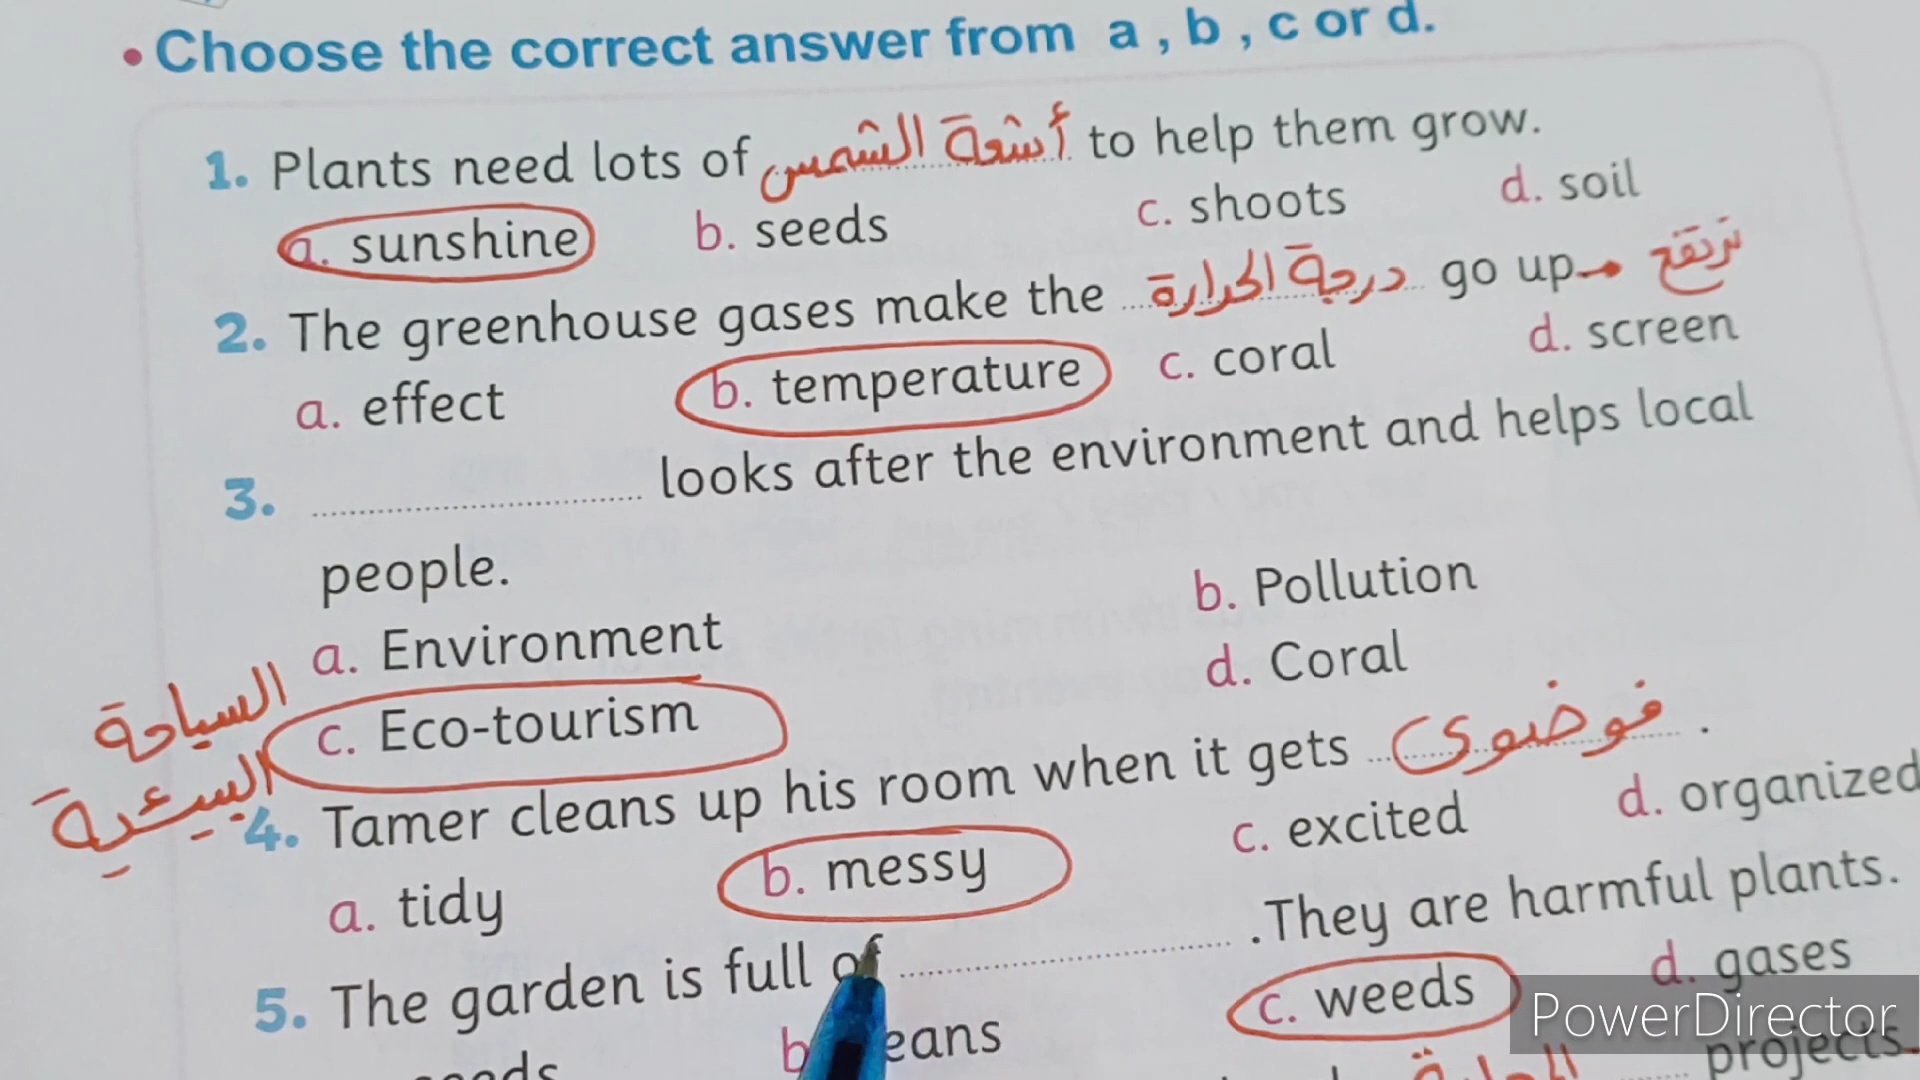 • Choose the correct answer from a , b , c or d.
1. Plants need lots of أشعة الشمس to help them grow.
a. sunshine b. seeds c. shoots d. soil
2. The greenhouse gases make the درجة الحرارة go up → ترتفع
a. effect b. temperature c. coral d. screen
3. .......... looks after the environment and helps local
people.
a. Environment b. Pollution
السياحة
c. Eco-tourism d. Coral
البيئية
4. Tamer cleans up his room when it gets فوضوى .
a. tidy b. messy c. excited d. organized
5. The garden is full of .......... .They are harmful plants.
b eans c. weeds d. gases
projects.
PowerDirector